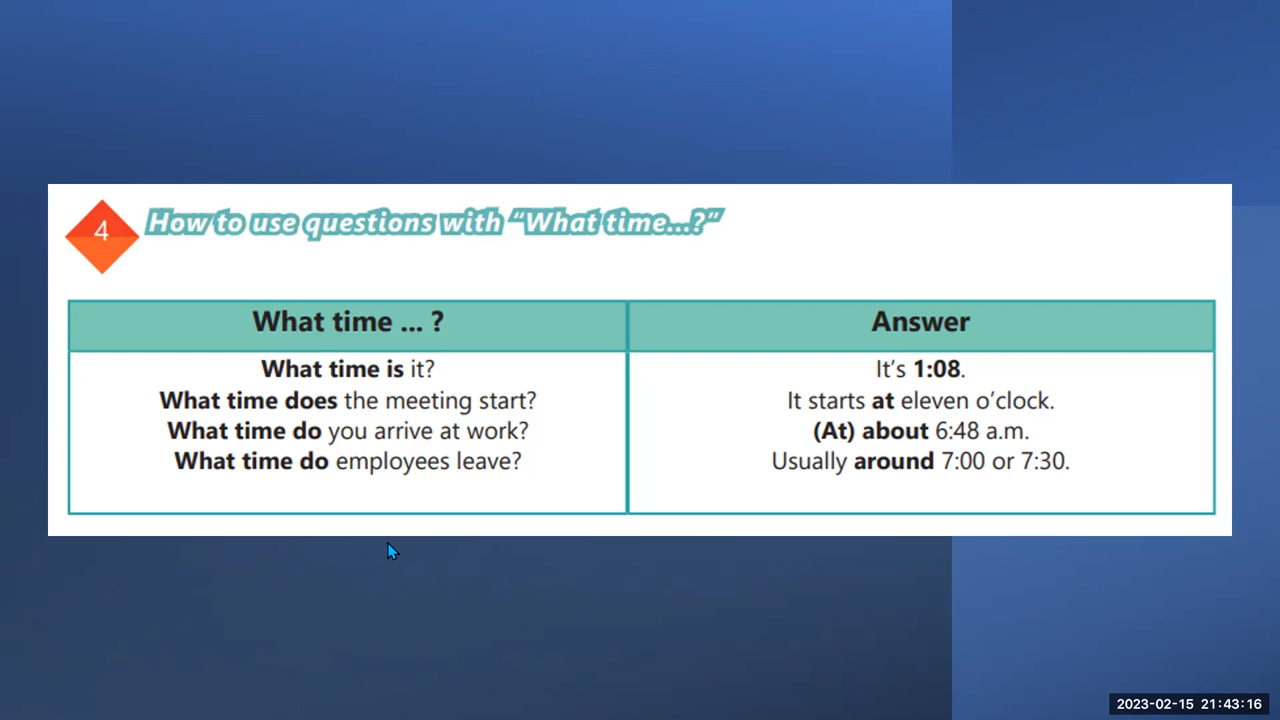 4
How to use questions with “What time...?”
What time ... ?
Answer
What time is it?
It’s 1:08.
What time does the meeting start?
It starts at eleven o’clock.
What time do you arrive at work?
(At) about 6:48 a.m.
What time do employees leave?
Usually around 7:00 or 7:30.
2023-02-15 21:43:16